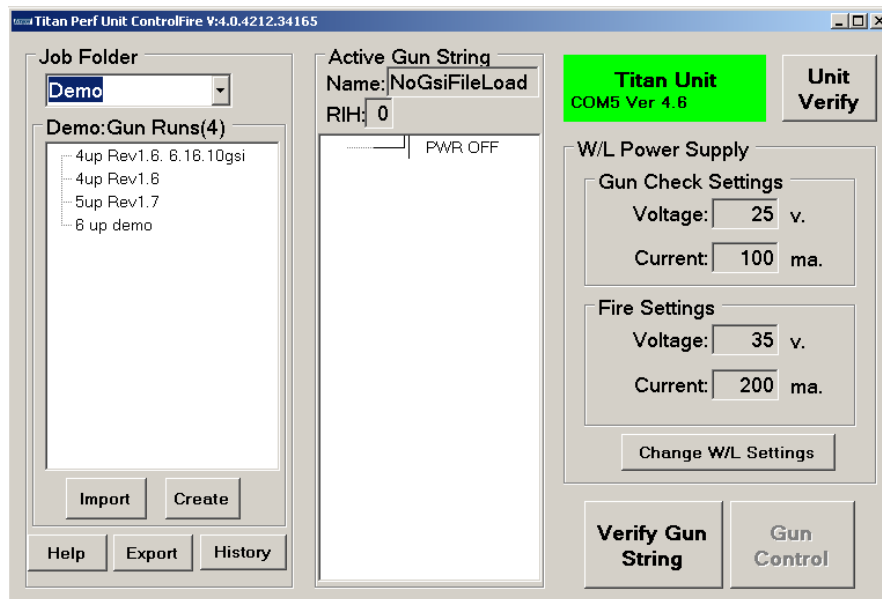 Titan Perf Unit ControlFire V:4.0.4212.34165
Job Folder
Demo
Demo:Gun Runs(4)
4up Rev1.6. 6.16.10gsi
4up Rev1.6
5up Rev1.7
6 up demo
Import
Create
Help
Export
History
Active Gun String
Name: NoGsiFileLoad
RIH: 0
PWR OFF
Titan Unit
COM5 Ver 4.6
Unit
Verify
W/L Power Supply
Gun Check Settings
Voltage: 25 v.
Current: 100 ma.
Fire Settings
Voltage: 35 v.
Current: 200 ma.
Change W/L Settings
Verify Gun
String
Gun
Control